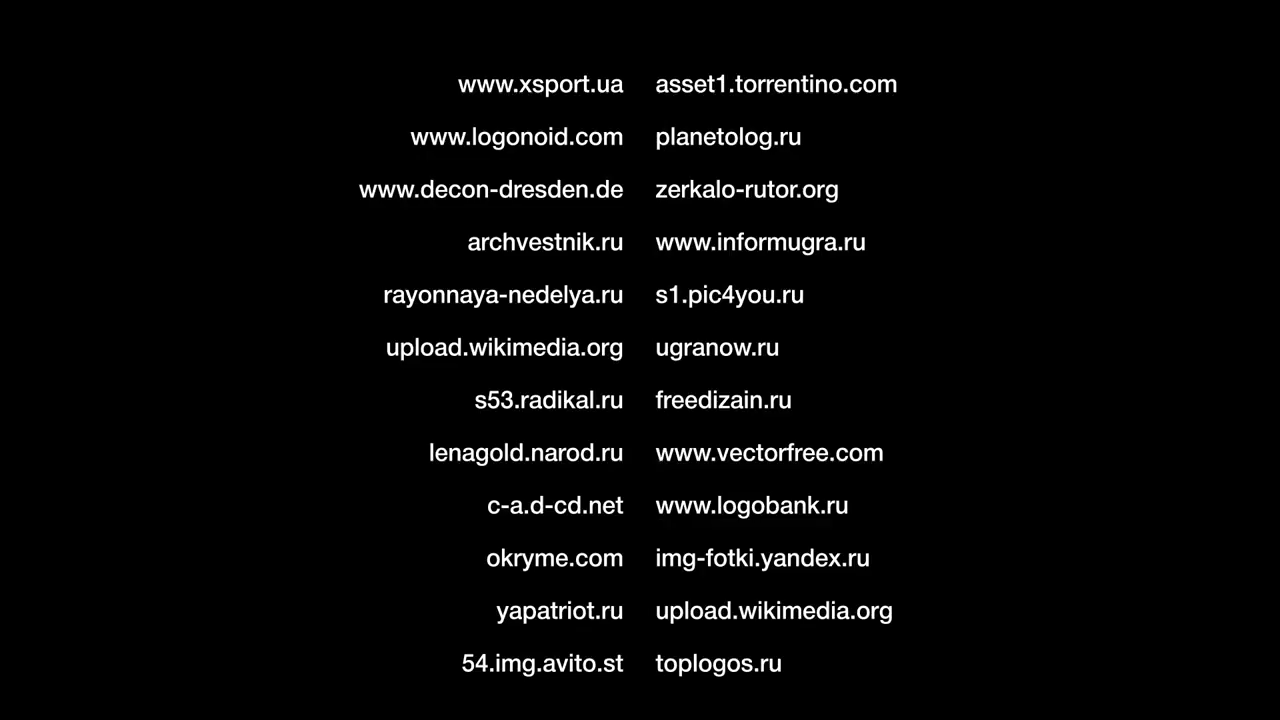 www.xsport.ua asset1.torrentino.com
www.logonoid.com planetolog.ru
www.decon-dresden.de zerkalo-rutor.org
archvestnik.ru www.informugra.ru
rayonnaya-nedelya.ru s1.pic4you.ru
upload.wikimedia.org ugranow.ru
s53.radikal.ru freedizain.ru
lenagold.narod.ru www.vectorfree.com
c-a.d-cd.net www.logobank.ru
okryme.com img-fotki.yandex.ru
yapatriot.ru upload.wikimedia.org
54.img.avito.st toplogos.ru